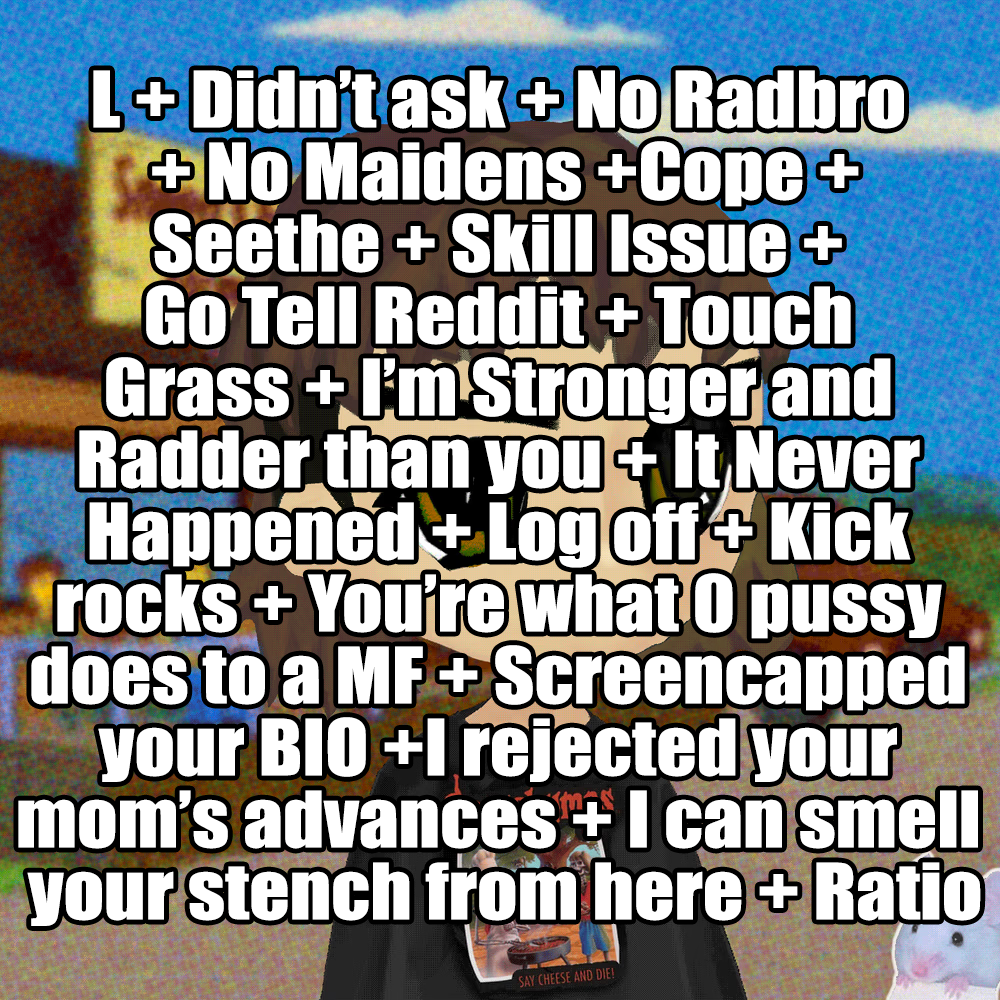 L + Didn’t ask + No Radbro
+ No Maidens +Cope +
Seethe + Skill Issue +
Go Tell Reddit + Touch
Grass + I’m Stronger and
Radder than you + It Never
Happened + Log off + Kick
rocks + You’re what 0 pussy
does to a MF + Screencapped
your BIO +I rejected your
mom’s advances + I can smell
your stench from here + Ratio
SAY CHEESE AND DIE!